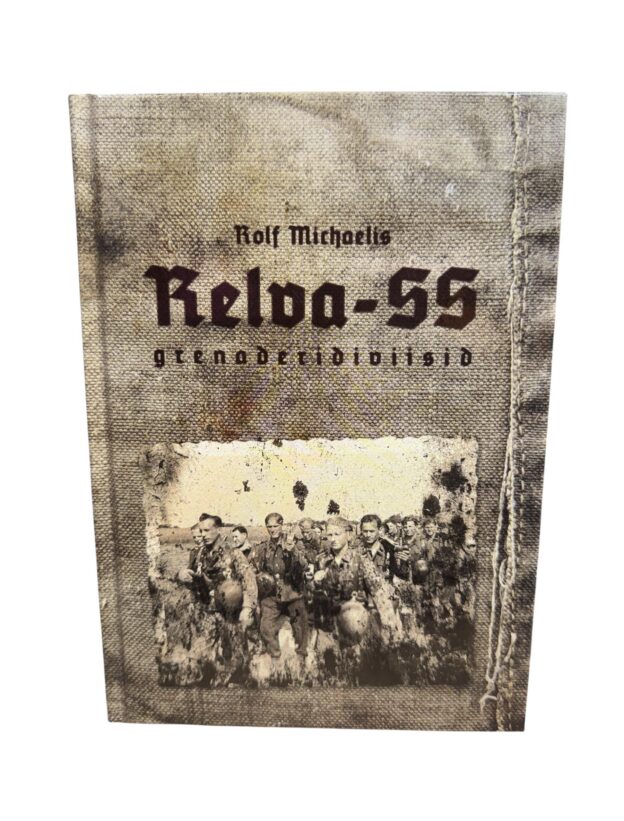 Rolf Michaelis
Relva-SS
grenaderidiviisid